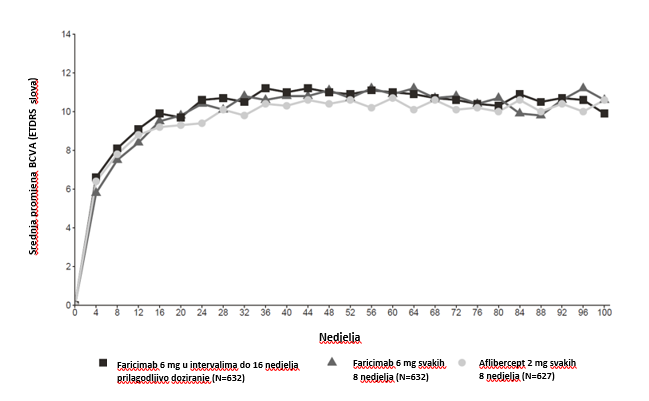 Srednja promjena BCVA (ETDRS slova)
14
12
10
8
6
4
2
0
0 4 8 12 16 20 24 28 32 36 40 44 48 52 56 60 64 68 72 76 80 84 88 92 96 100
Nedjelja
Faricimab 6 mg u intervalima do 16 nedjelja
prilagodljivo doziranje (N=632)
Faricimab 6 mg svakih
8 nedjelja (N=632)
Aflibercept 2 mg svakih
8 nedjelja (N=627)